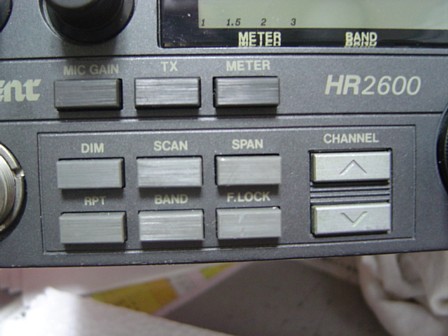 1 1.5 2 3
METER BAND
MIC GAIN TX METER
HR2600
DIM SCAN SPAN CHANNEL
RPT BAND F.LOCK